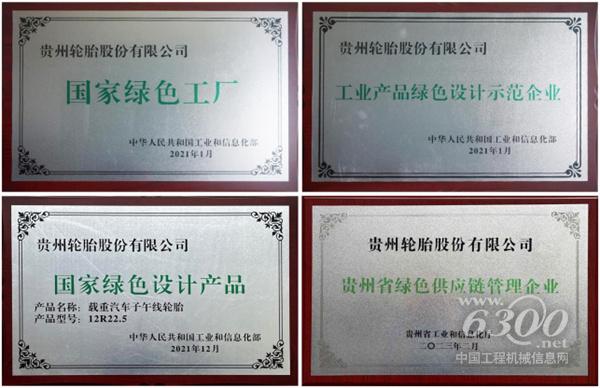 贵州轮胎股份有限公司
国家绿色工厂
中华人民共和国工业和信息化部
2021年1月
贵州轮胎股份有限公司
工业产品绿色设计示范企业
中华人民共和国工业和信息化部
2021年1月
贵州轮胎股份有限公司
国家绿色设计产品
产品名称：载重汽车子午线轮胎
产品型号：12R22.5
中华人民共和国工业和信息化部
2021年12月
贵州轮胎股份有限公司
贵州省绿色供应链管理企业
贵州省工业和信息化厅
二〇二三年二月
www.6300.net
中国工程机械信息网